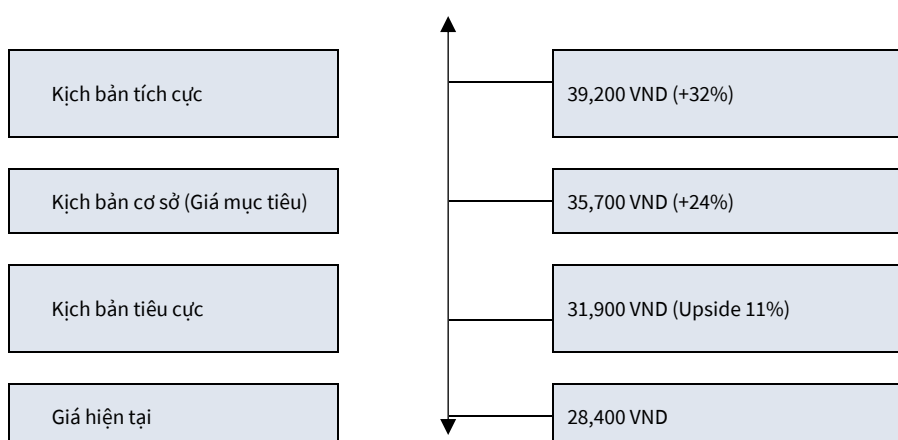 Kịch bản tích cực
39,200 VND (+32%)
Kịch bản cơ sở (Giá mục tiêu)
35,700 VND (+24%)
Kịch bản tiêu cực
31,900 VND (Upside 11%)
Giá hiện tại
28,400 VND